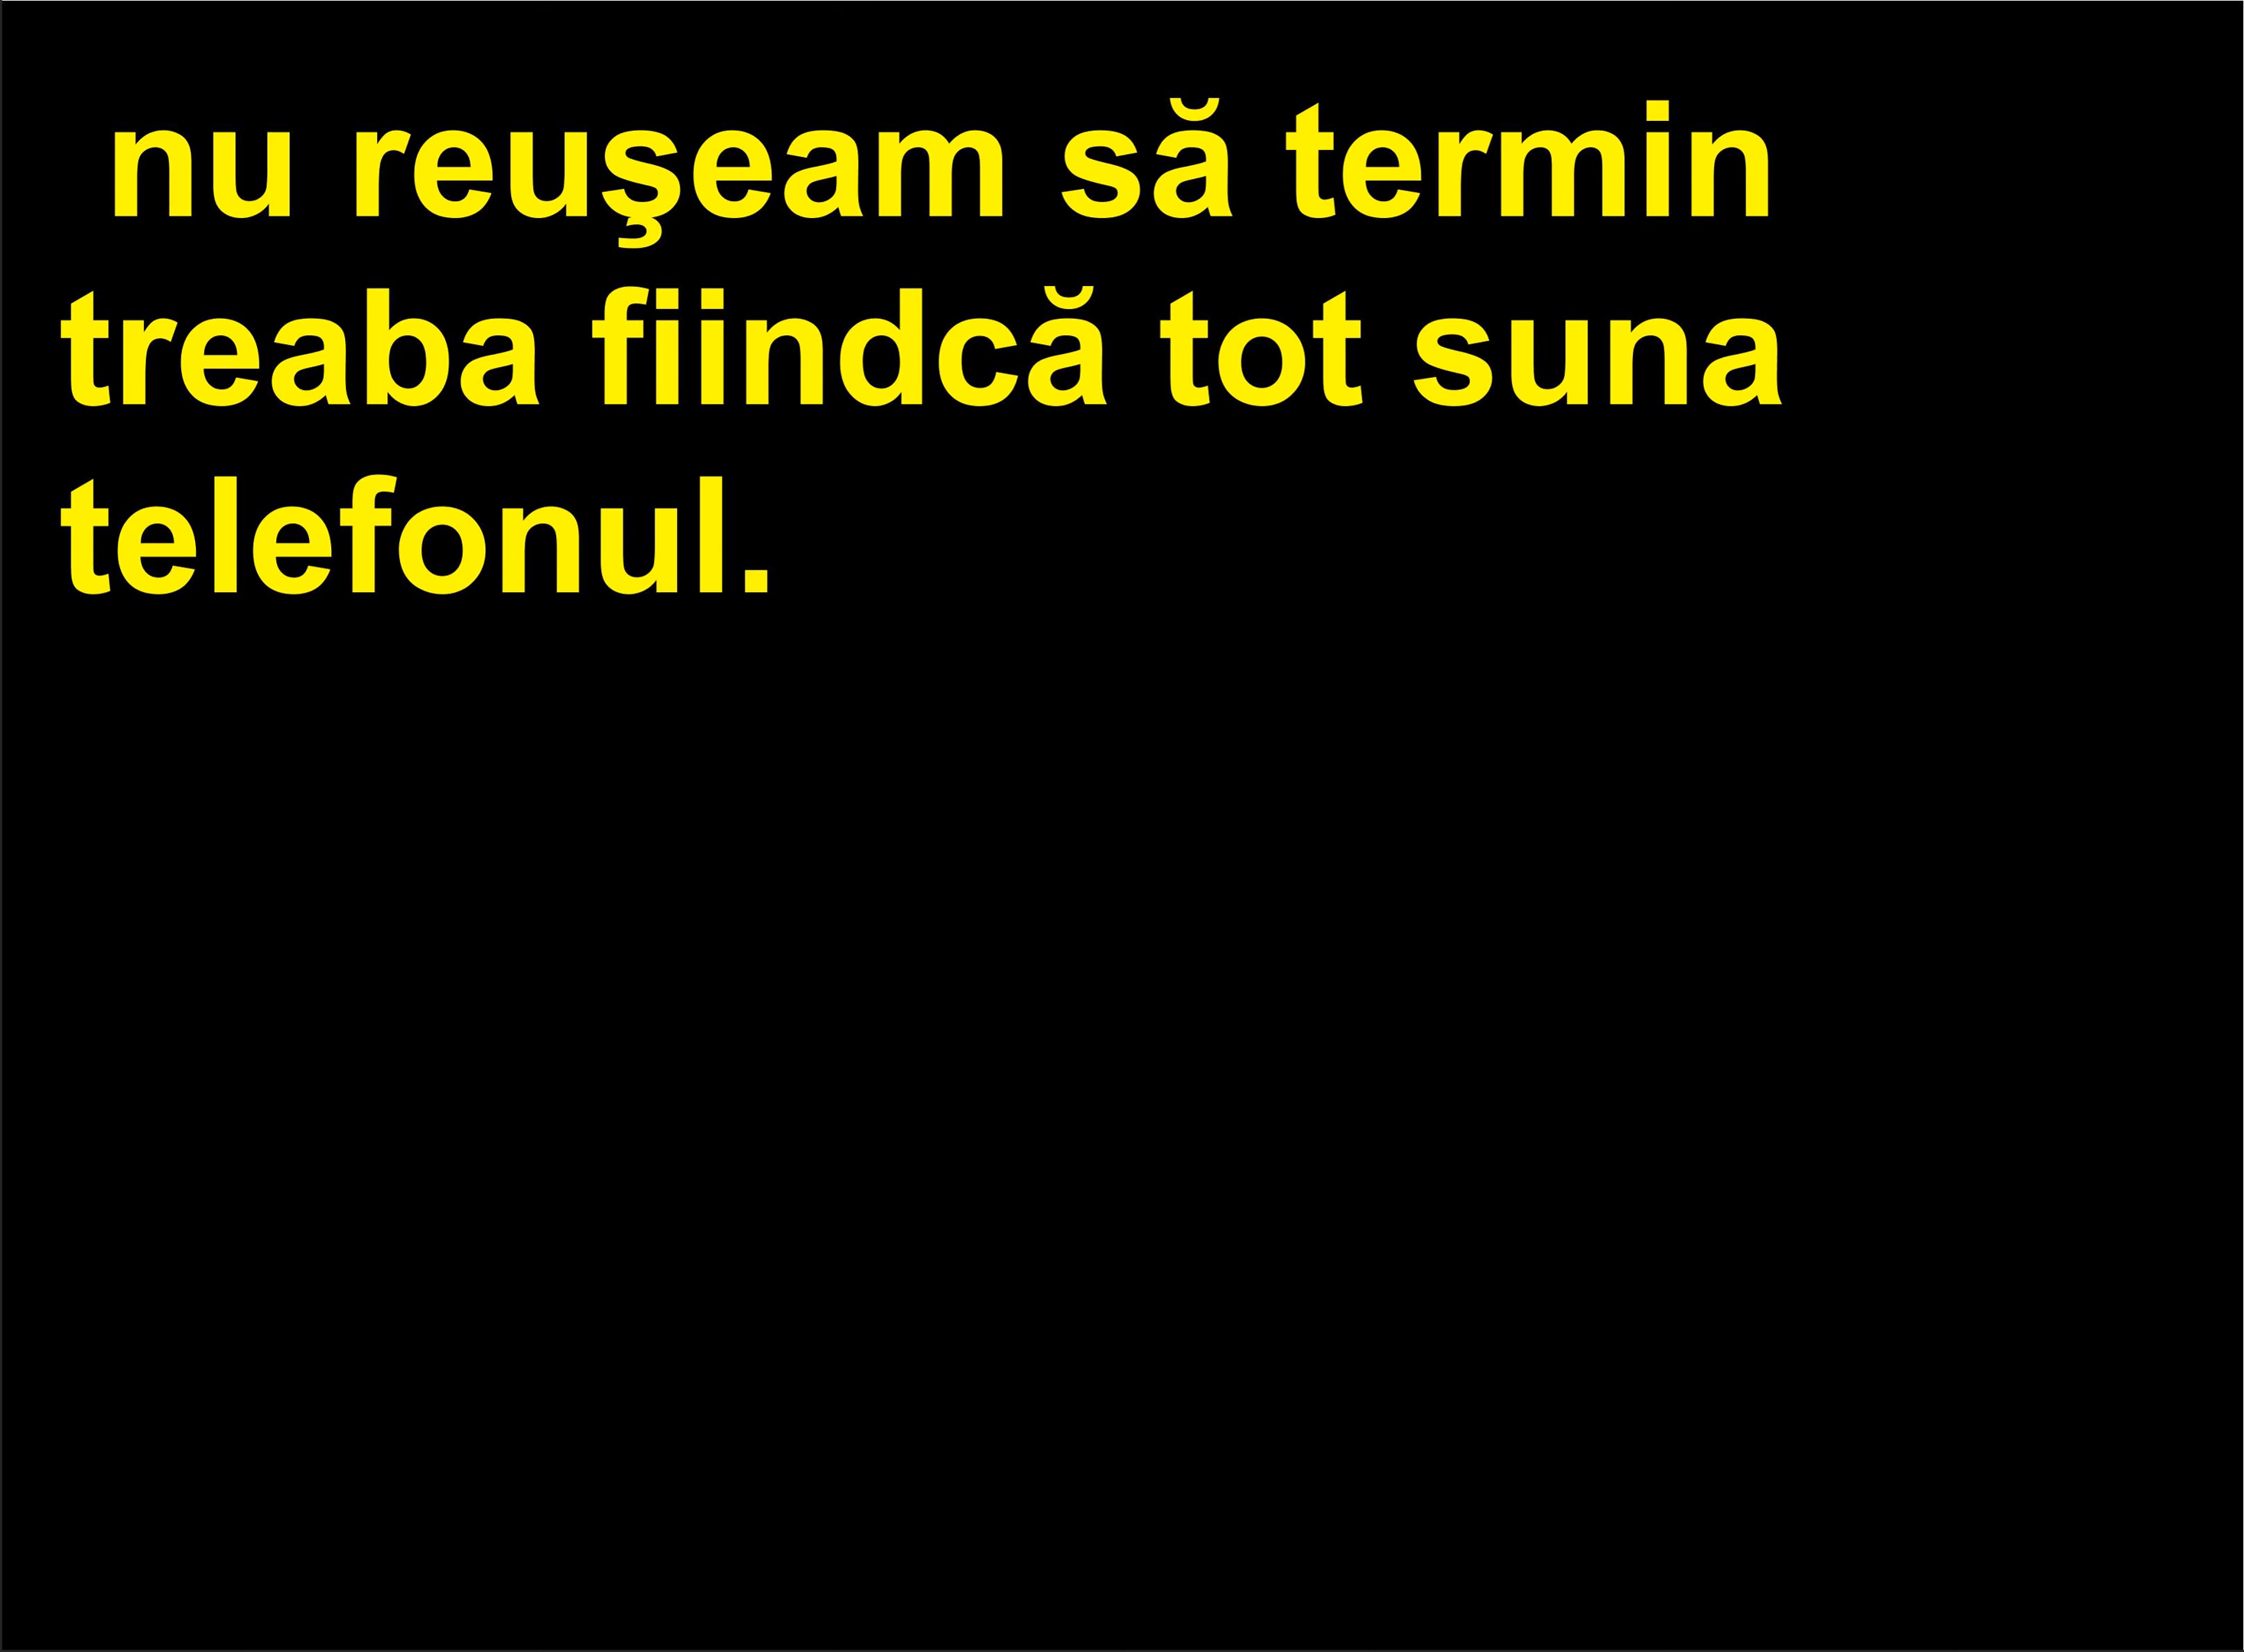 nu reuşeam să termin
treaba fiindcă tot suna
telefonul.